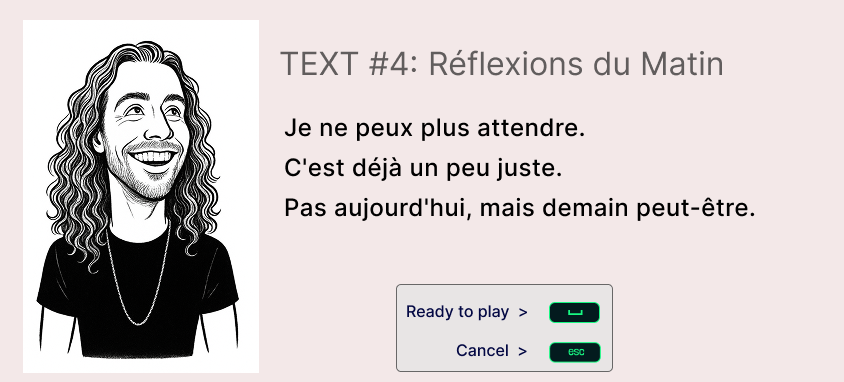 TEXT #4: Réflexions du Matin
Je ne peux plus attendre.
C'est déjà un peu juste.
Pas aujourd'hui, mais demain peut-être.
Ready to play >
Cancel > esc